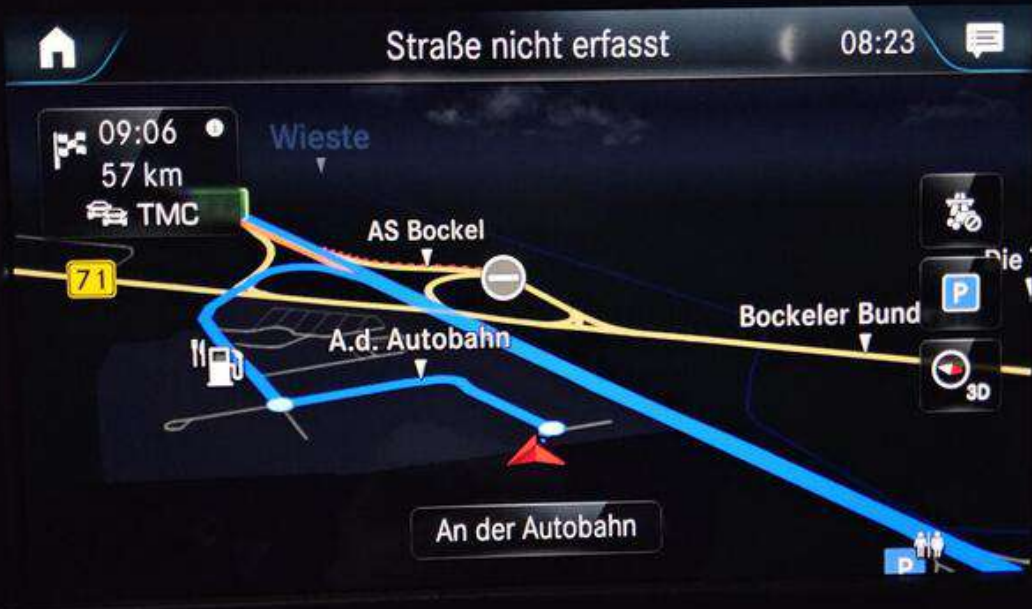 Straße nicht erfasst
08:23
09:06
57 km
TMC
Wieste
AS Bockel
71
Die
Bockeler Bund
P
A.d. Autobahn
3D
An der Autobahn
P